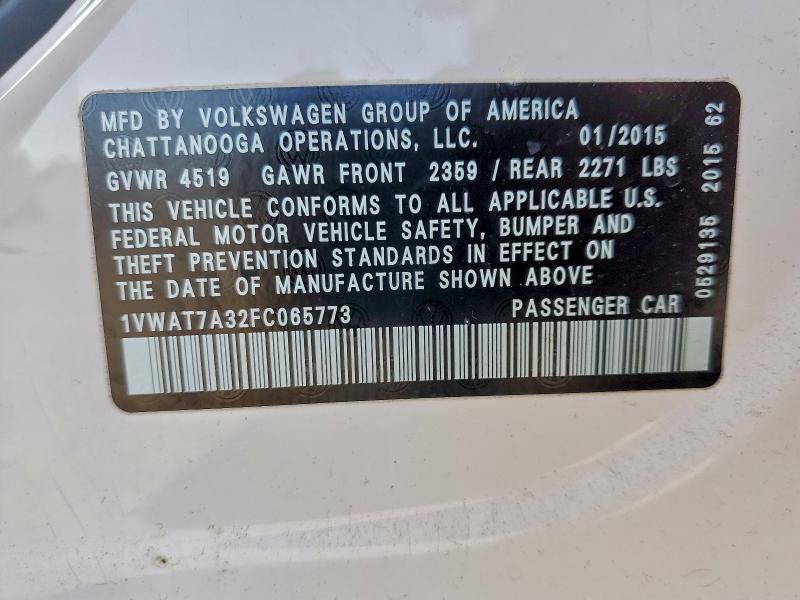 MFD BY VOLKSWAGEN GROUP OF AMERICA
CHATTANOOGA OPERATIONS, LLC. 01/2015
GVWR 4519 GAWR FRONT 2359 / REAR 2271 LBS
THIS VEHICLE CONFORMS TO ALL APPLICABLE U.S.
FEDERAL MOTOR VEHICLE SAFETY, BUMPER AND
THEFT PREVENTION STANDARDS IN EFFECT ON
THE DATE OF MANUFACTURE SHOWN ABOVE
1VWAT7A32FC065773 PASSENGER CAR
0529135 2015 62